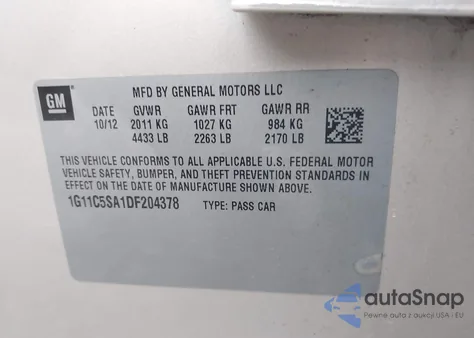 GM
MFD BY GENERAL MOTORS LLC
DATE GVWR GAWR FRT GAWR RR
10/12 2011 KG 1027 KG 984 KG
4433 LB 2263 LB 2170 LB
THIS VEHICLE CONFORMS TO ALL APPLICABLE U.S. FEDERAL MOTOR
VEHICLE SAFETY, BUMPER, AND THEFT PREVENTION STANDARDS IN
EFFECT ON THE DATE OF MANUFACTURE SHOWN ABOVE.
1G11C5SA1DF204378 TYPE: PASS CAR
autoSnap
Pewne auta z aukcji USA i EU